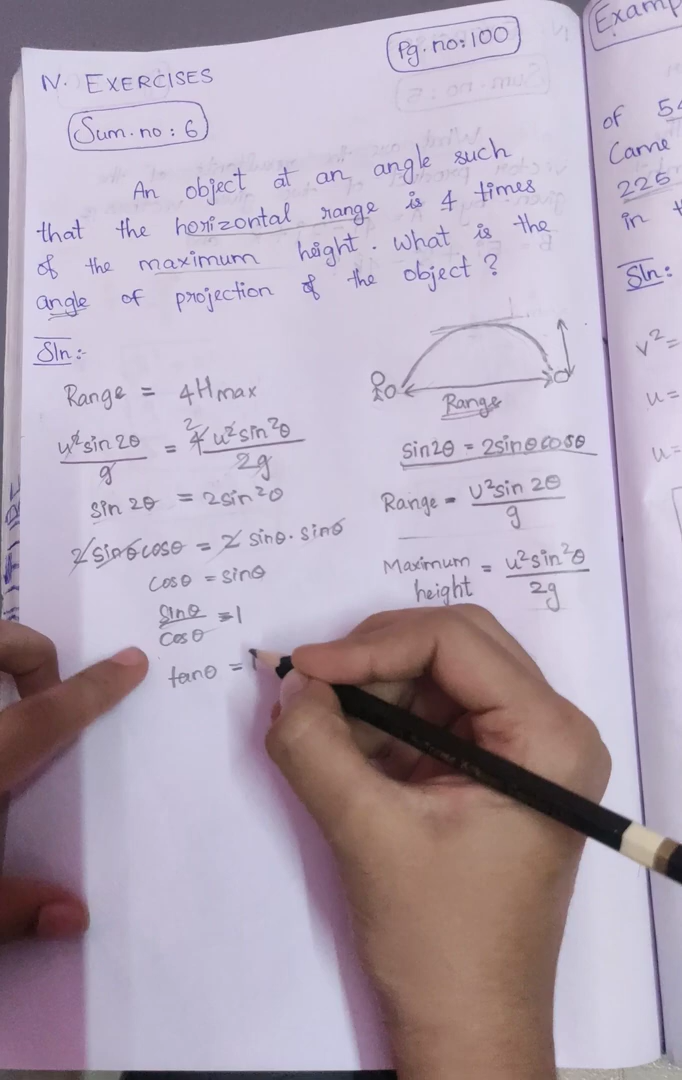 Pg.no:100
IV. EXERCISES
Sum.no:6
An object at an angle such
that the horizontal range is 4 times
of the maximum height. What is the
angle of projection of the object?
Sln:-
Range = 4Hmax
u²sin2θ/g = 4 2 u²sin²θ/2g
sin 2θ = 2sin²θ
2sinθcosθ = 2 sinθ. sinθ
cosθ = sinθ
sinθ/cosθ = 1
tanθ = 1
Range
sin2θ = 2sinθcosθ
Range = U²sin 2θ/g
Maximum height = u²sin²θ/2g
Examp
of 54
Came
225
in t
Sln:
v²=
u=
u=